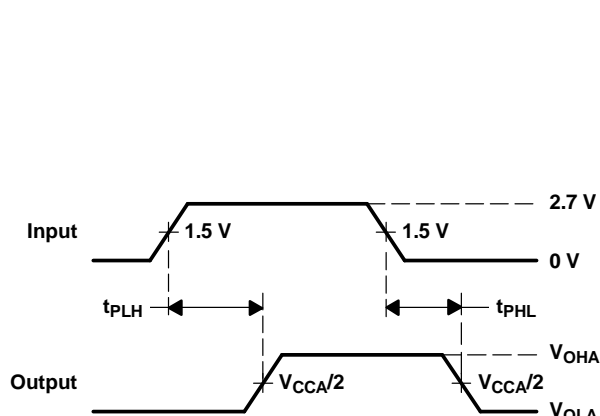 2.7 V
Input
1.5 V
1.5 V
0 V
tPLH
tPHL
VOHA
Output
VCCA/2
VCCA/2
VOLA